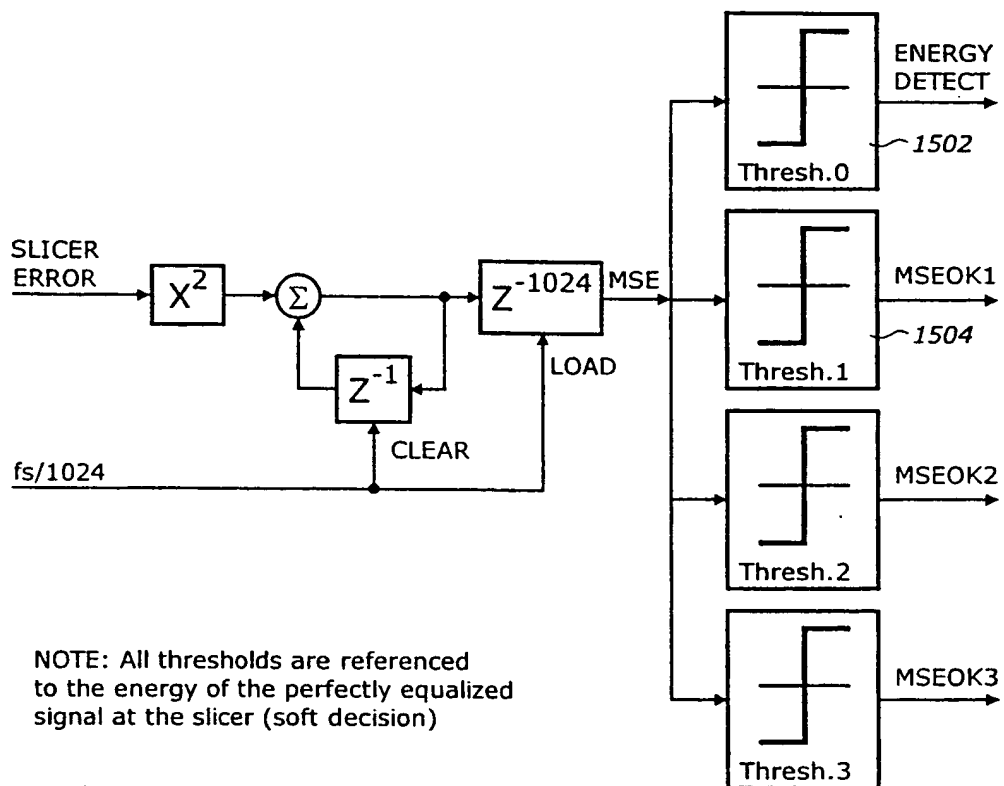 ENERGY
DETECT
1502
Thresh.0
SLICER
ERROR
X²
Σ
Z⁻¹⁰²⁴
MSE
MSEOK1
1504
Thresh.1
LOAD
Z⁻¹
CLEAR
fs/1024
MSEOK2
Thresh.2
NOTE: All thresholds are referenced
to the energy of the perfectly equalized
signal at the slicer (soft decision)
MSEOK3
Thresh.3